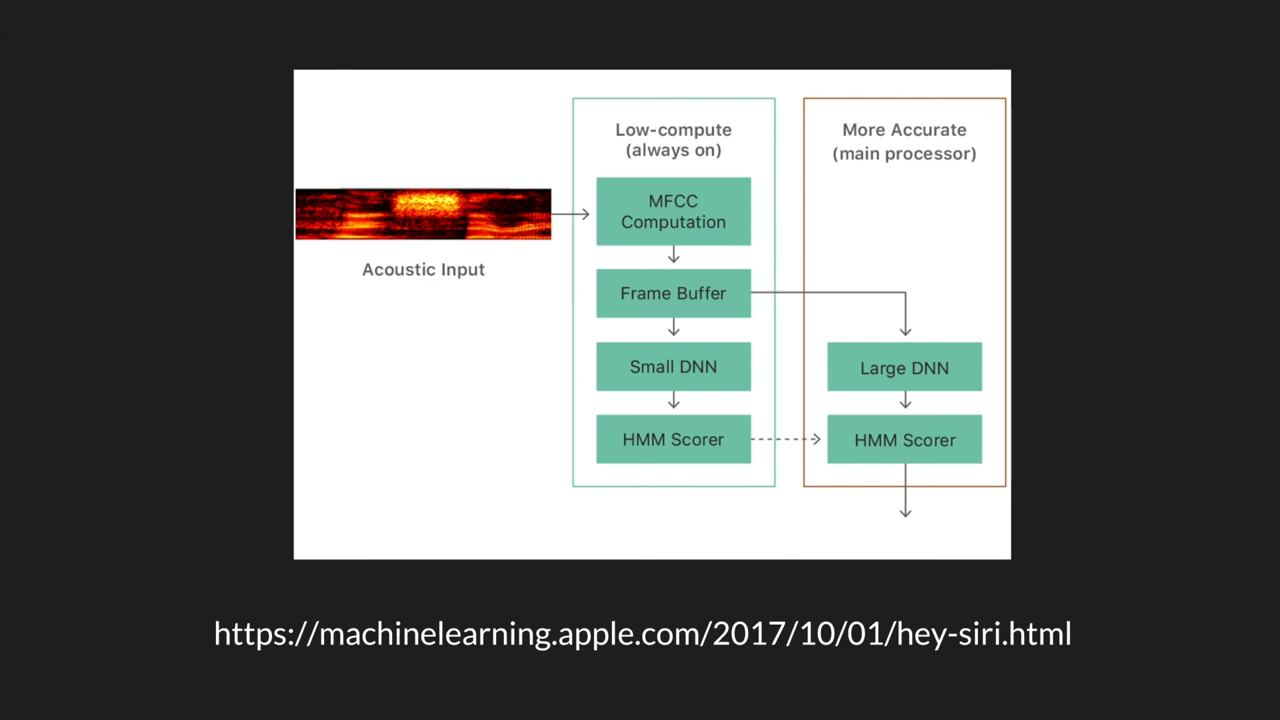 Low-compute
(always on)
More Accurate
(main processor)
MFCC
Computation
Acoustic Input
Frame Buffer
Small DNN
Large DNN
HMM Scorer
HMM Scorer
https://machinelearning.apple.com/2017/10/01/hey-siri.html